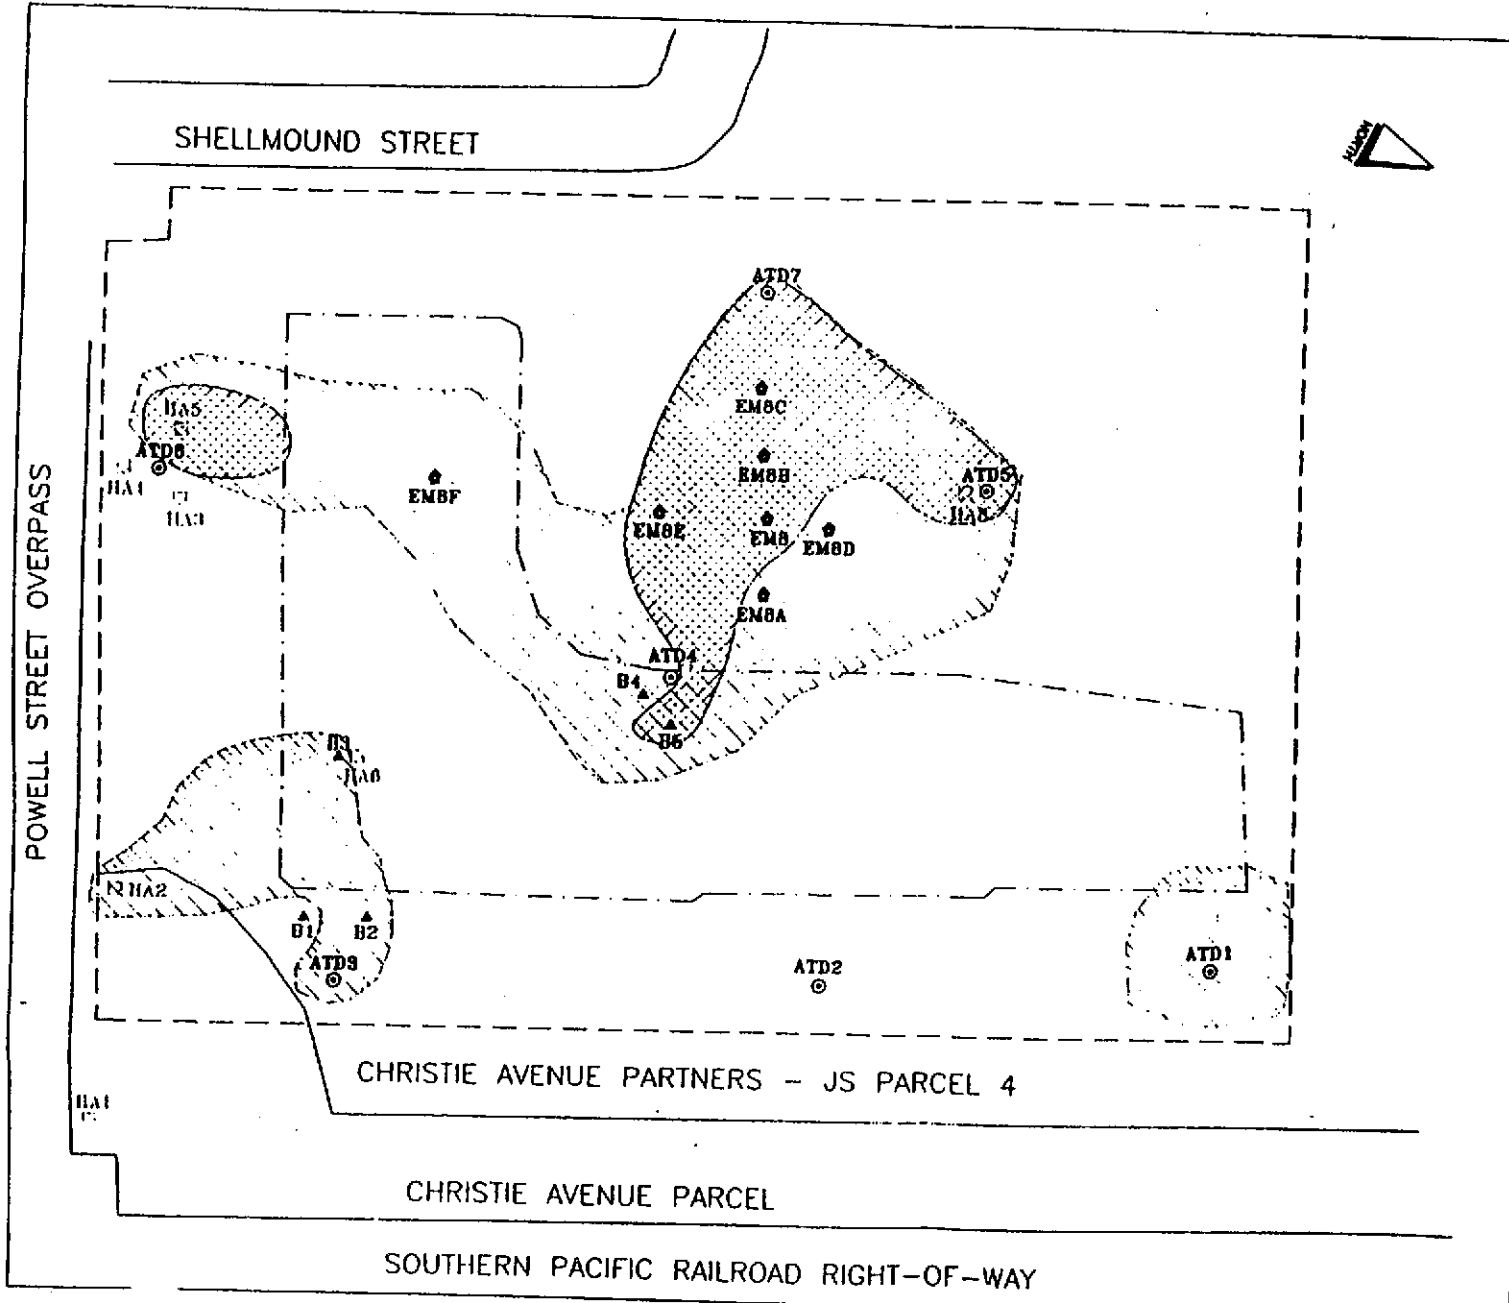 SHELLMOUND STREET
NORTH
ATD7
EM8C
HA5
ATD6
EM8B
ATD5
HA4
EM8F
HA3
EM8E
EM8
EM8D
EM8A
POWELL STREET OVERPASS
ATD4
B4
B5
HA6
HA2
B1
B2
ATD3
ATD2
ATD1
CHRISTIE AVENUE PARTNERS - JS PARCEL 4
HA1
CHRISTIE AVENUE PARCEL
SOUTHERN PACIFIC RAILROAD RIGHT-OF-WAY